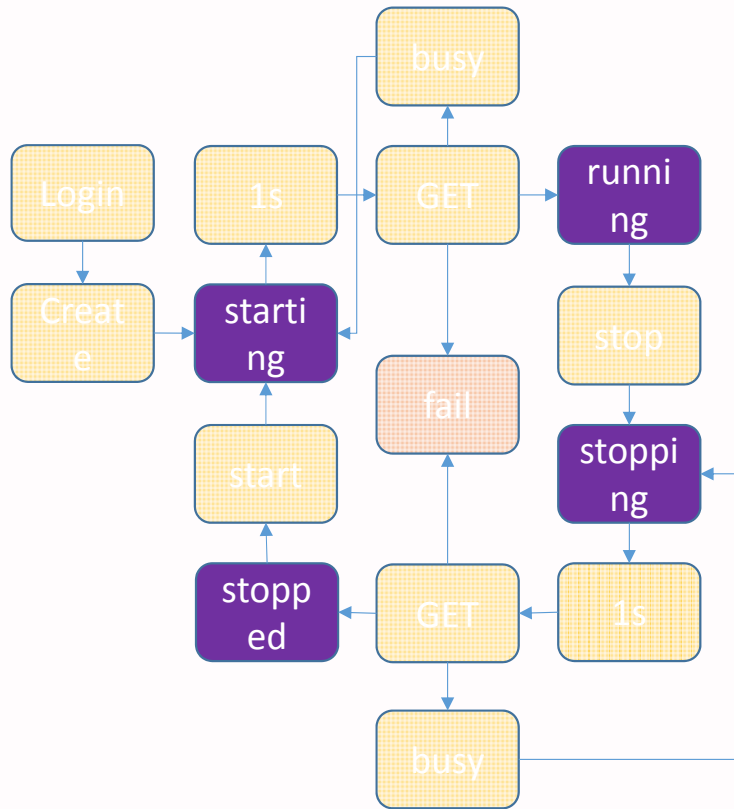 busy
Login
1s
GET
runni
ng
Creat
e
starti
ng
stop
fail
start
stoppi
ng
stopp
ed
GET
1s
busy